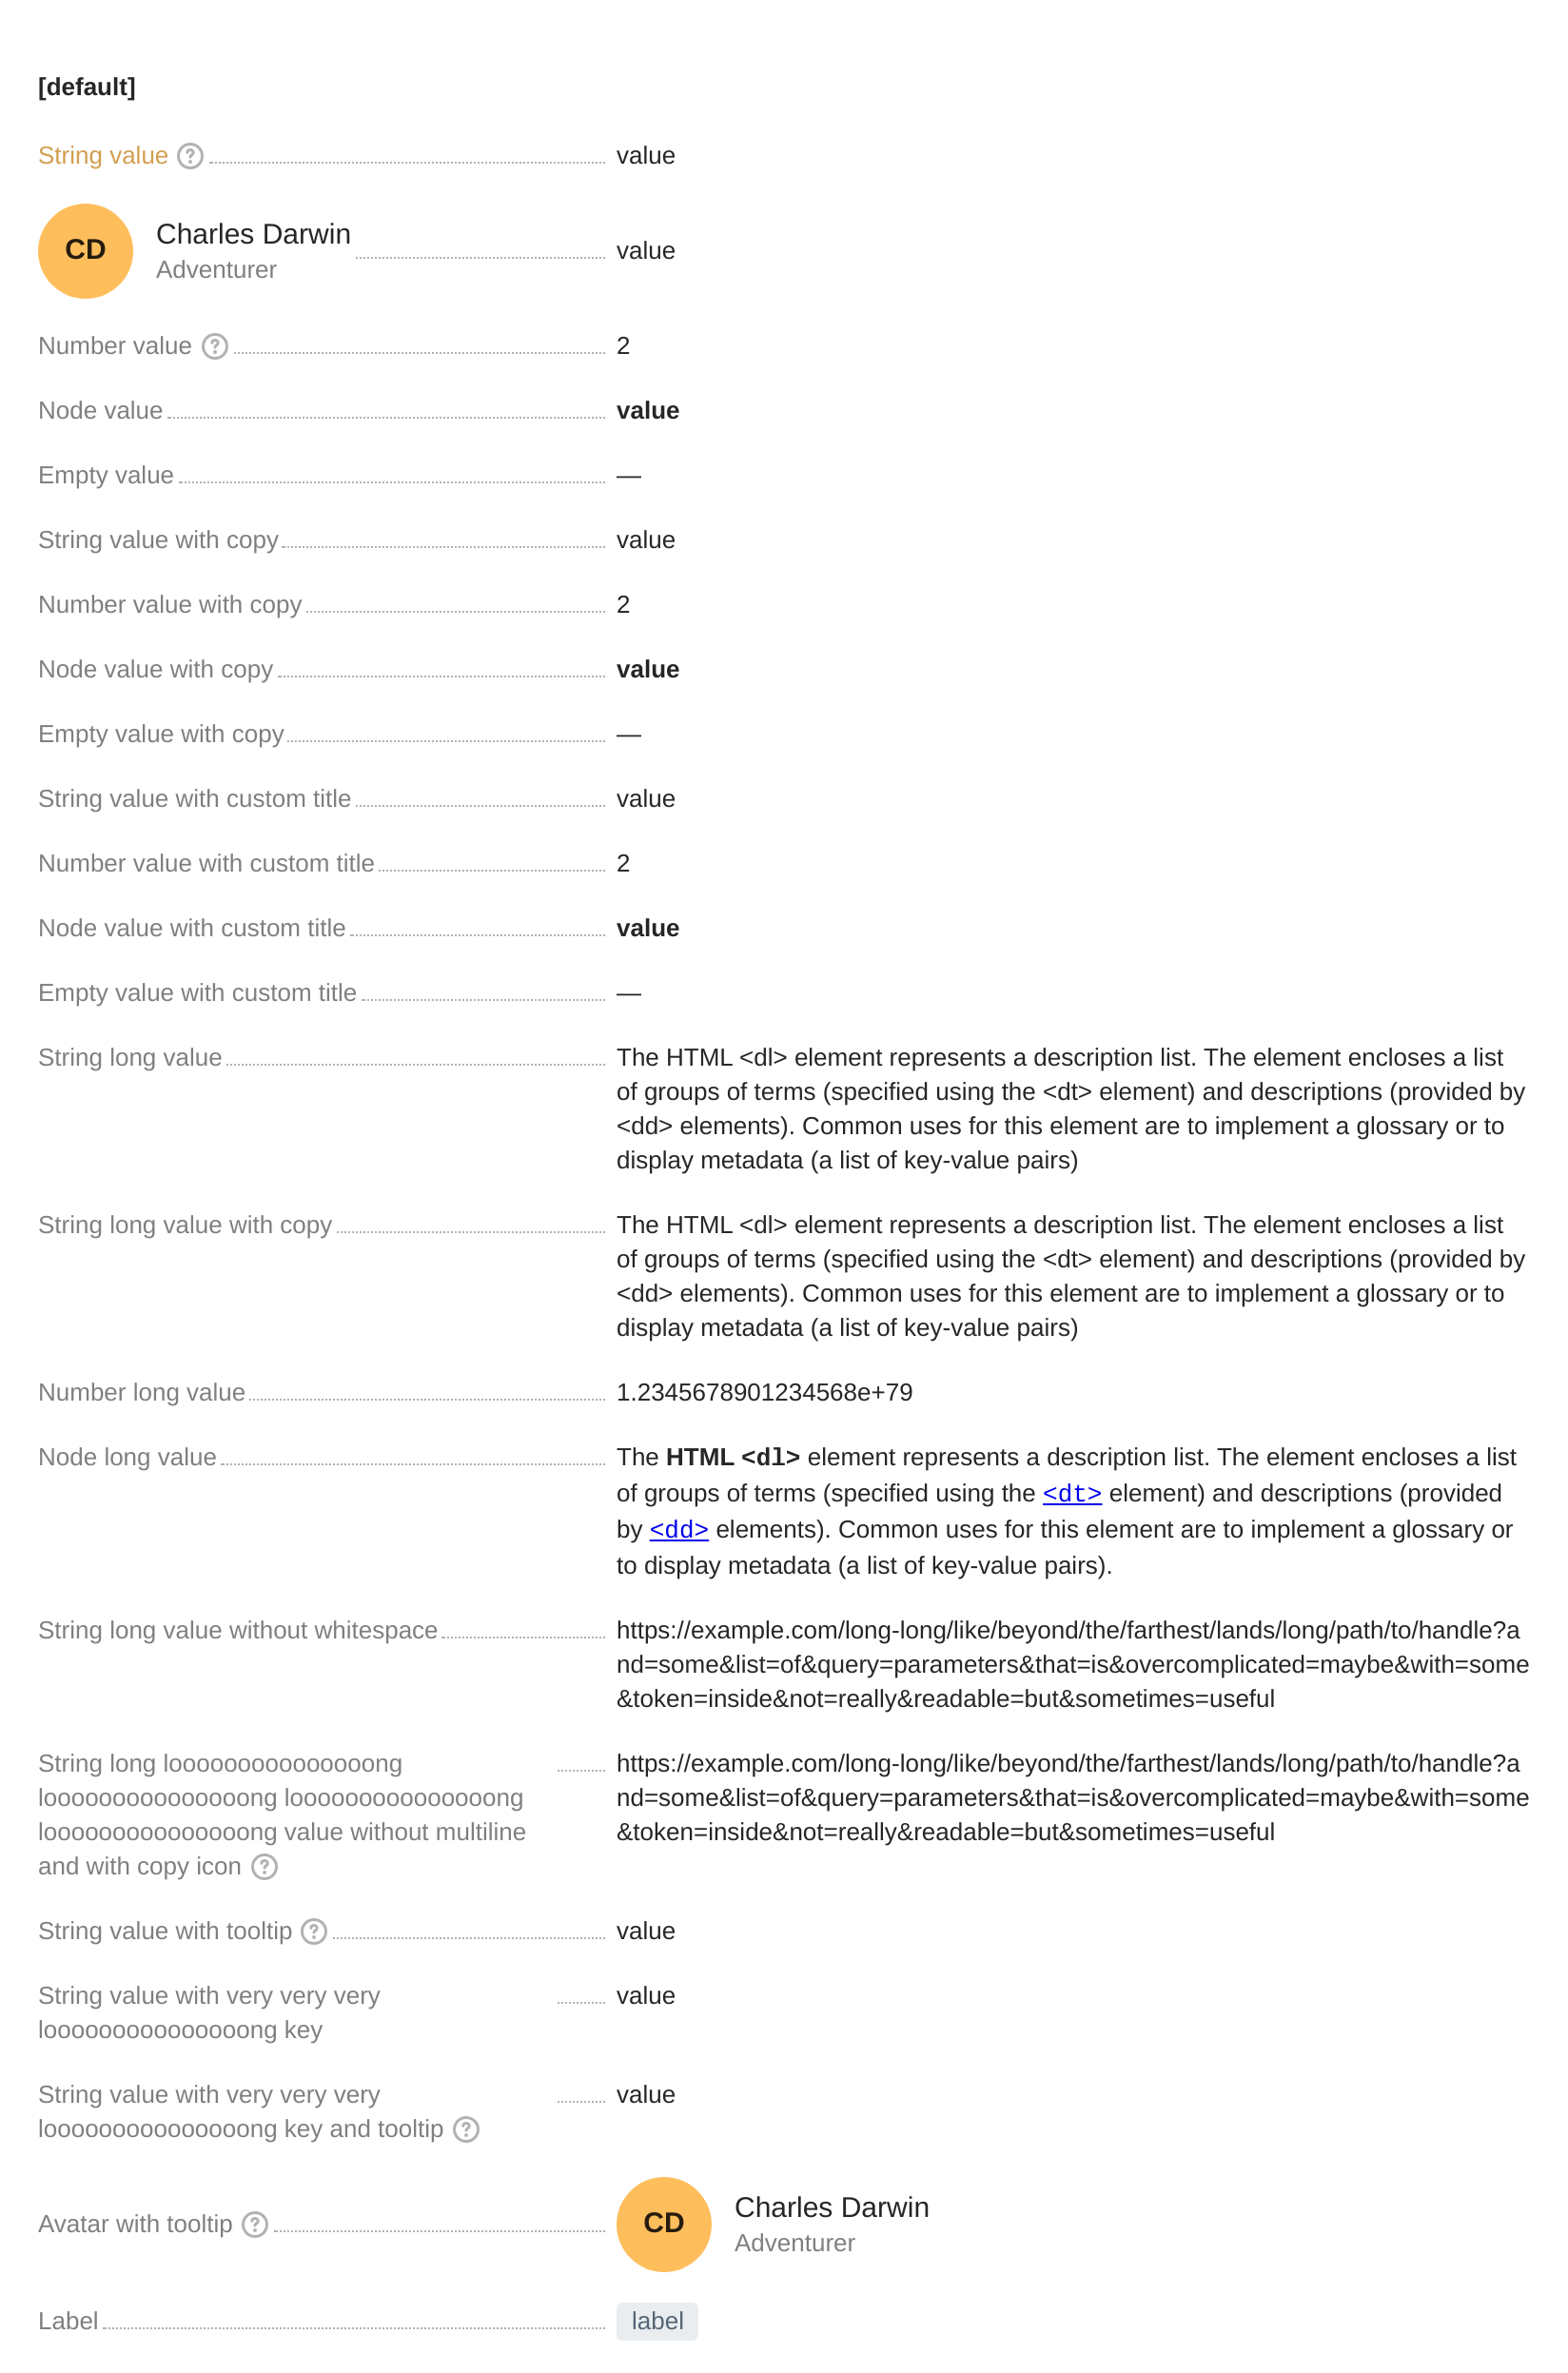 [default]
String value ? value
CD Charles Darwin value
Adventurer
Number value ? 2
Node value value
Empty value —
String value with copy value
Number value with copy 2
Node value with copy value
Empty value with copy —
String value with custom title value
Number value with custom title 2
Node value with custom title value
Empty value with custom title —
String long value The HTML <dl> element represents a description list. The element encloses a list
of groups of terms (specified using the <dt> element) and descriptions (provided by
<dd> elements). Common uses for this element are to implement a glossary or to
display metadata (a list of key-value pairs)
String long value with copy The HTML <dl> element represents a description list. The element encloses a list
of groups of terms (specified using the <dt> element) and descriptions (provided by
<dd> elements). Common uses for this element are to implement a glossary or to
display metadata (a list of key-value pairs)
Number long value 1.2345678901234568e+79
Node long value The HTML <dl> element represents a description list. The element encloses a list
of groups of terms (specified using the <dt> element) and descriptions (provided
by <dd> elements). Common uses for this element are to implement a glossary or
to display metadata (a list of key-value pairs).
String long value without whitespace https://example.com/long-long/like/beyond/the/farthest/lands/long/path/to/handle?a
nd=some&list=of&query=parameters&that=is&overcomplicated=maybe&with=some
&token=inside&not=really&readable=but&sometimes=useful
String long looooooooooooooong
looooooooooooooong looooooooooooooong
looooooooooooooong value without multiline
and with copy icon ?
https://example.com/long-long/like/beyond/the/farthest/lands/long/path/to/handle?a
nd=some&list=of&query=parameters&that=is&overcomplicated=maybe&with=some
&token=inside&not=really&readable=but&sometimes=useful
String value with tooltip ? value
String value with very very very value
looooooooooooooong key
String value with very very very value
looooooooooooooong key and tooltip ?
Avatar with tooltip ? CD Charles Darwin
Adventurer
Label label